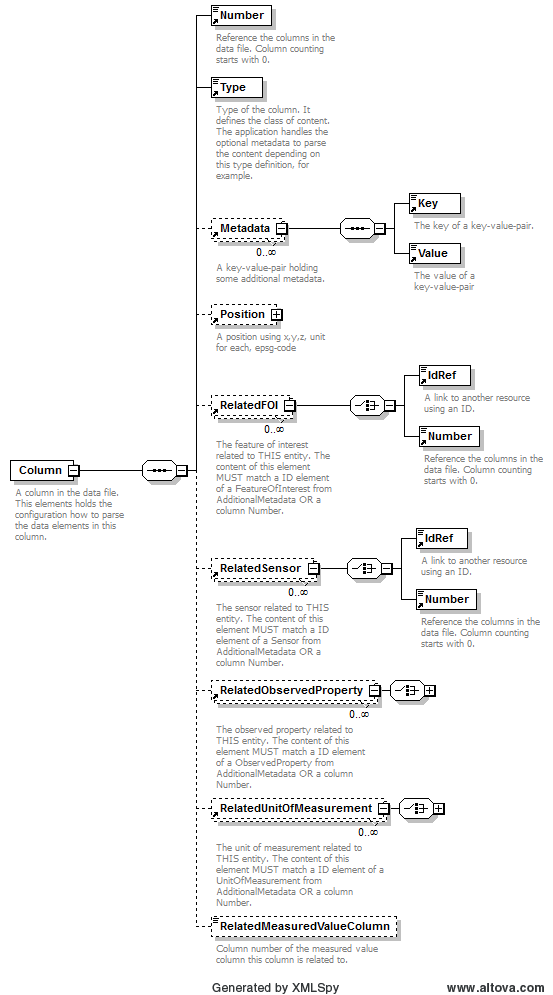 Number
Reference the columns in the
data file. Column counting
starts with 0.
Type
Type of the column. It
defines the class of content.
The application handles the
optional metadata to parse
the content depending on
this type definition, for
example.
Metadata
0..∞
A key-value-pair holding
some additional metadata.
Key
The key of a key-value-pair.
Value
The value of a
key-value-pair
Position
A position using x,y,z, unit
for each, epsg-code
RelatedFOI
0..∞
The feature of interest
related to THIS entity. The
content of this element
MUST match a ID element
of a FeatureOfInterest from
AdditionalMetadata OR a
column Number.
IdRef
A link to another resource
using an ID.
Number
Reference the columns in the
data file. Column counting
starts with 0.
Column
A column in the data file.
This elements holds the
configuration how to parse
the data elements in this
column.
RelatedSensor
0..∞
The sensor related to THIS
entity. The content of this
element MUST match a ID
element of a Sensor from
AdditionalMetadata OR a
column Number.
IdRef
A link to another resource
using an ID.
Number
Reference the columns in the
data file. Column counting
starts with 0.
RelatedObservedProperty
0..∞
The observed property related to
THIS entity. The content of this
element MUST match a ID element
of a ObservedProperty from
AdditionalMetadata OR a column
Number.
RelatedUnitOfMeasurement
0..∞
The unit of measurement related to
THIS entity. The content of this
element MUST match a ID element of a
UnitOfMeasurement from
AdditionalMetadata OR a column
Number.
RelatedMeasuredValueColumn
Column number of the measured value
column this column is related to.
Generated by XMLSpy
www.altova.com